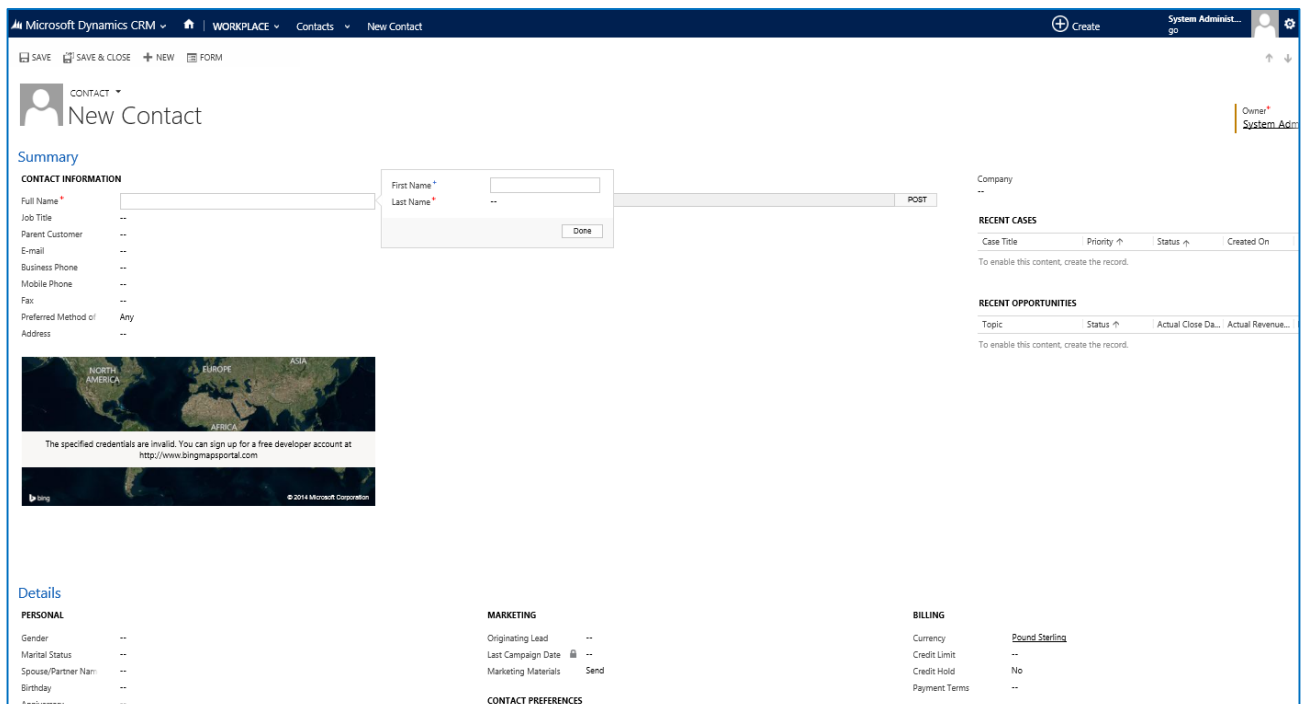 Microsoft Dynamics CRM WORKPLACE Contacts New Contact Create System Administ...
go
SAVE SAVE & CLOSE NEW FORM
CONTACT
New Contact
Owner*
System Adm
Summary
CONTACT INFORMATION
Full Name*
Job Title --
Parent Customer --
E-mail --
Business Phone --
Mobile Phone --
Fax --
Preferred Method of Any
Address --
First Name+
Last Name* --
Done
POST
Company
--
RECENT CASES
Case Title Priority ↑ Status ↑ Created On
To enable this content, create the record.
RECENT OPPORTUNITIES
Topic Status ↑ Actual Close Da... Actual Revenue...
To enable this content, create the record.
NORTH
AMERICA
EUROPE
ASIA
AFRICA
The specified credentials are invalid. You can sign up for a free developer account at
http://www.bingmapsportal.com
bing
© 2014 Microsoft Corporation
Details
PERSONAL
Gender --
Marital Status --
Spouse/Partner Nam --
Birthday --
Anniversary --
MARKETING
Originating Lead --
Last Campaign Date --
Marketing Materials Send
CONTACT PREFERENCES
BILLING
Currency Pound Sterling
Credit Limit --
Credit Hold No
Payment Terms --